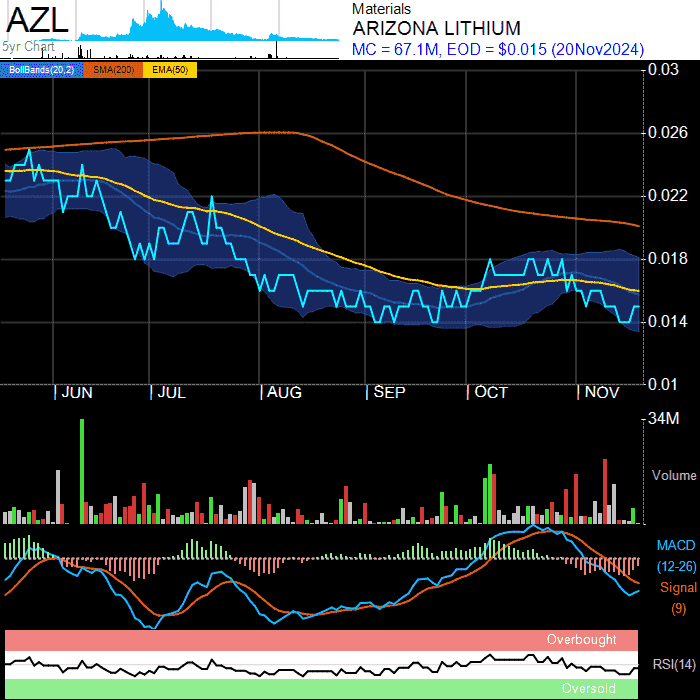 AZL
5yr Chart
Materials
ARIZONA LITHIUM
MC = 67.1M, EOD = $0.015 (20Nov2024)
BollBands(20,2) SMA(200) EMA(50)
0.03
0.026
0.022
0.018
0.014
0.01
JUN JUL AUG SEP OCT NOV
34M
Volume
MACD
(12-26)
Signal
(9)
Overbought
RSI(14)
Oversold